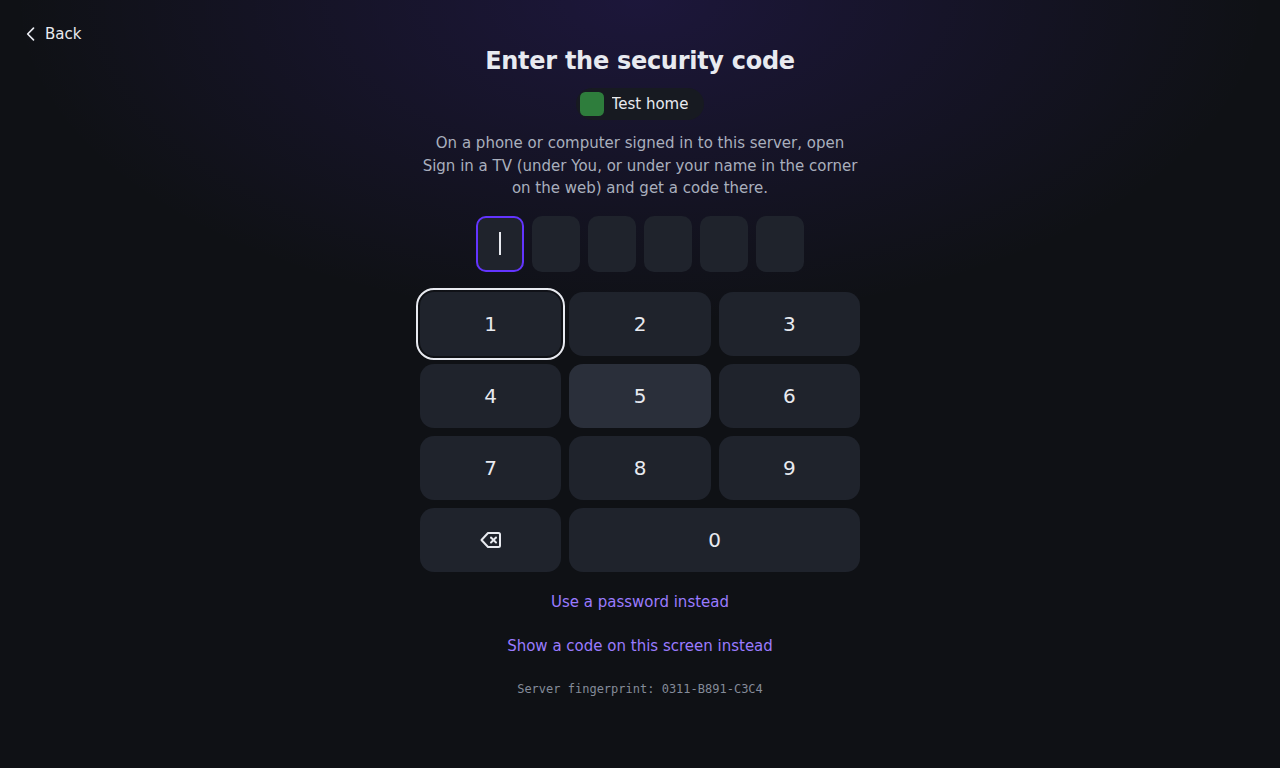 Back
Enter the security code
Test home
On a phone or computer signed in to this server, open
Sign in a TV (under You, or under your name in the corner
on the web) and get a code there.
1 2 3
4 5 6
7 8 9
0
Use a password instead
Show a code on this screen instead
Server fingerprint: 0311-B891-C3C4